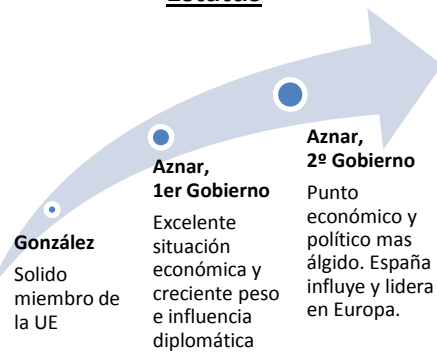 Estatus
González
Solido
miembro de
la UE
Aznar,
1er Gobierno
Excelente
situación
económica y
creciente peso
e influencia
diplomática
Aznar,
2º Gobierno
Punto
económico y
político mas
álgido. España
influye y lidera
en Europa.